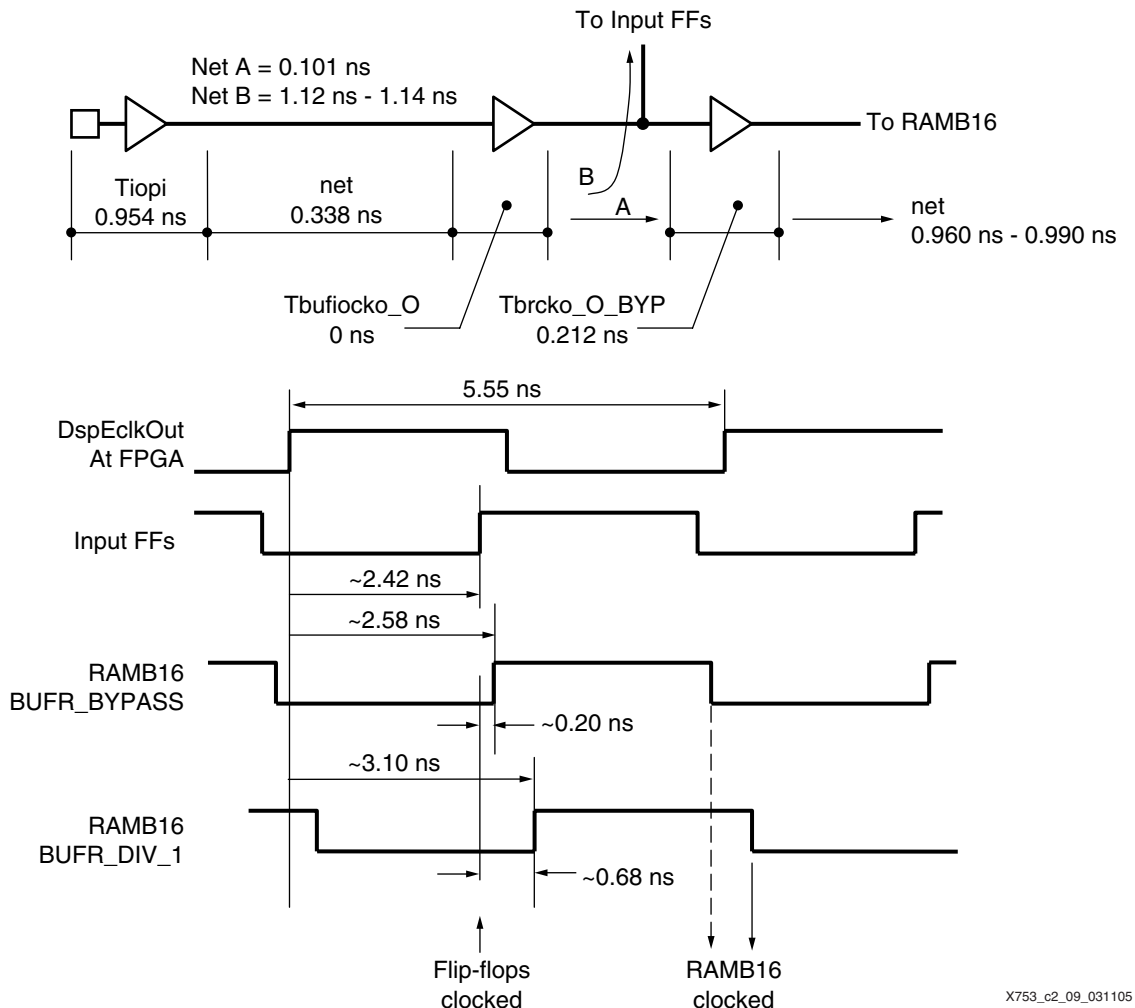 To Input FFs
Net A = 0.101 ns
Net B = 1.12 ns - 1.14 ns
To RAMB16
Tiopi
0.954 ns
net
0.338 ns
B
A
net
0.960 ns - 0.990 ns
Tbufiocko_O
0 ns
Tbrcko_O_BYP
0.212 ns
5.55 ns
DspEclkOut
At FPGA
Input FFs
~2.42 ns
~2.58 ns
RAMB16
BUFR_BYPASS
~0.20 ns
~3.10 ns
RAMB16
BUFR_DIV_1
~0.68 ns
Flip-flops
clocked
RAMB16
clocked
X753_c2_09_031105